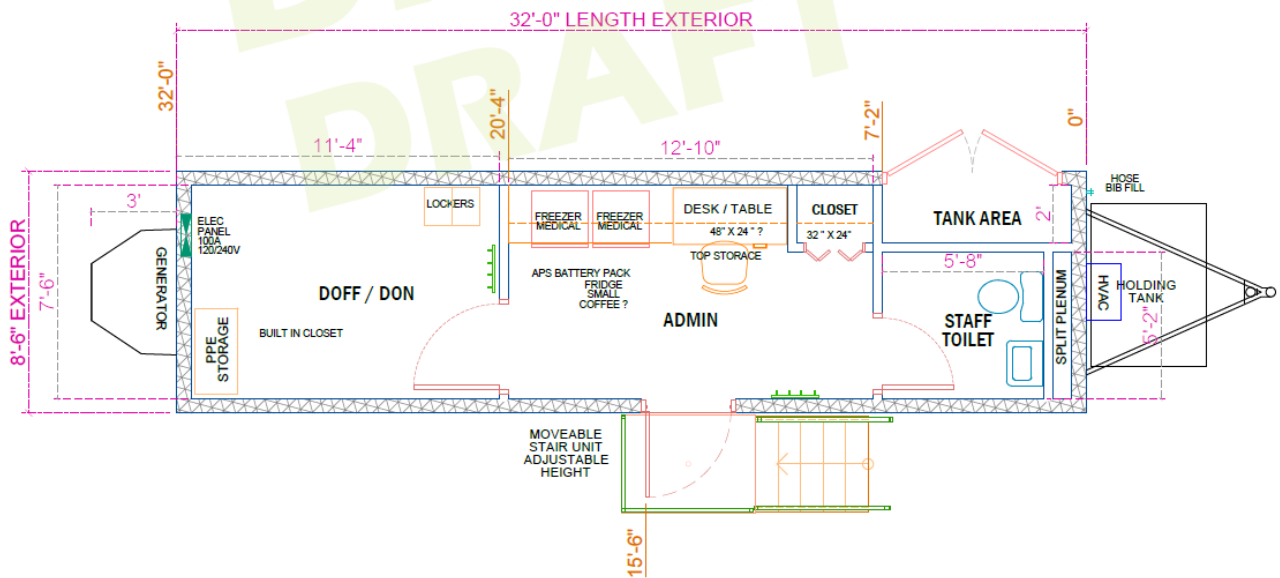 DRAFT
32'-0" LENGTH EXTERIOR
32'-0"
20'-4"
7'-2"
0"
11'-4"
12'-10"
3'
HOSE
BIB FILL
8'-6" EXTERIOR
7'-6"
GENERATOR
ELEC
PANEL
100A
120/240V
LOCKERS
FREEZER
MEDICAL
FREEZER
MEDICAL
DESK / TABLE
48" X 24" ?
TOP STORACE
CLOSET
32 " X 24"
TANK AREA
2'
5'-8"
APS BATTERY PACK
FRIDGE
SMALL
COFFEE ?
DOFF / DON
ADMIN
STAFF
TOILET
SPLIT PLENUM
HVAC
HOLDING
TANK
5'-2"
BUILT IN CLOSET
PPE
STORAGE
MOVEABLE
STAIR UNIT
ADJUSTABLE
HEIGHT
15'-6"